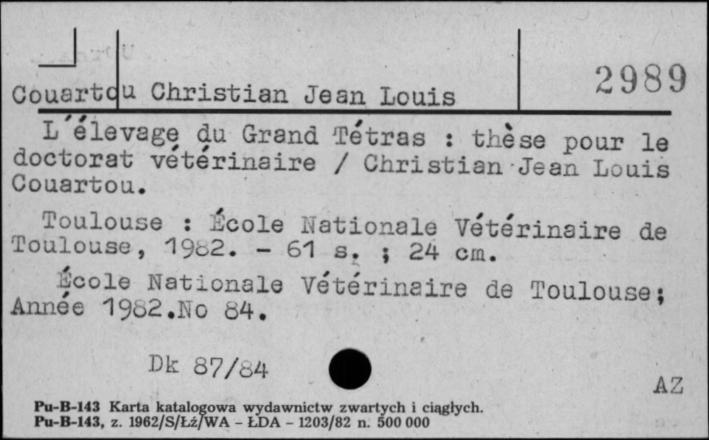 2989
Couartou Christian Jean Louis
L'élevage du Grand Tétras : thèse pour le
doctorat vétérinaire / Christian Jean Louis
Couartou.
Toulouse : École Nationale Vétérinaire de
Toulouse, 1982. - 61 s. ; 24 cm.
École Nationale Vétérinaire de Toulouse;
Année 1982.No 84.
Dk 87/84
AZ
Pu-B-143 Karta katalogowa wydawnictw zwartych i ciągłych.
Pu-B-143, z. 1962/S/Łź/WA - ŁDA - 1203/82 n. 500 000